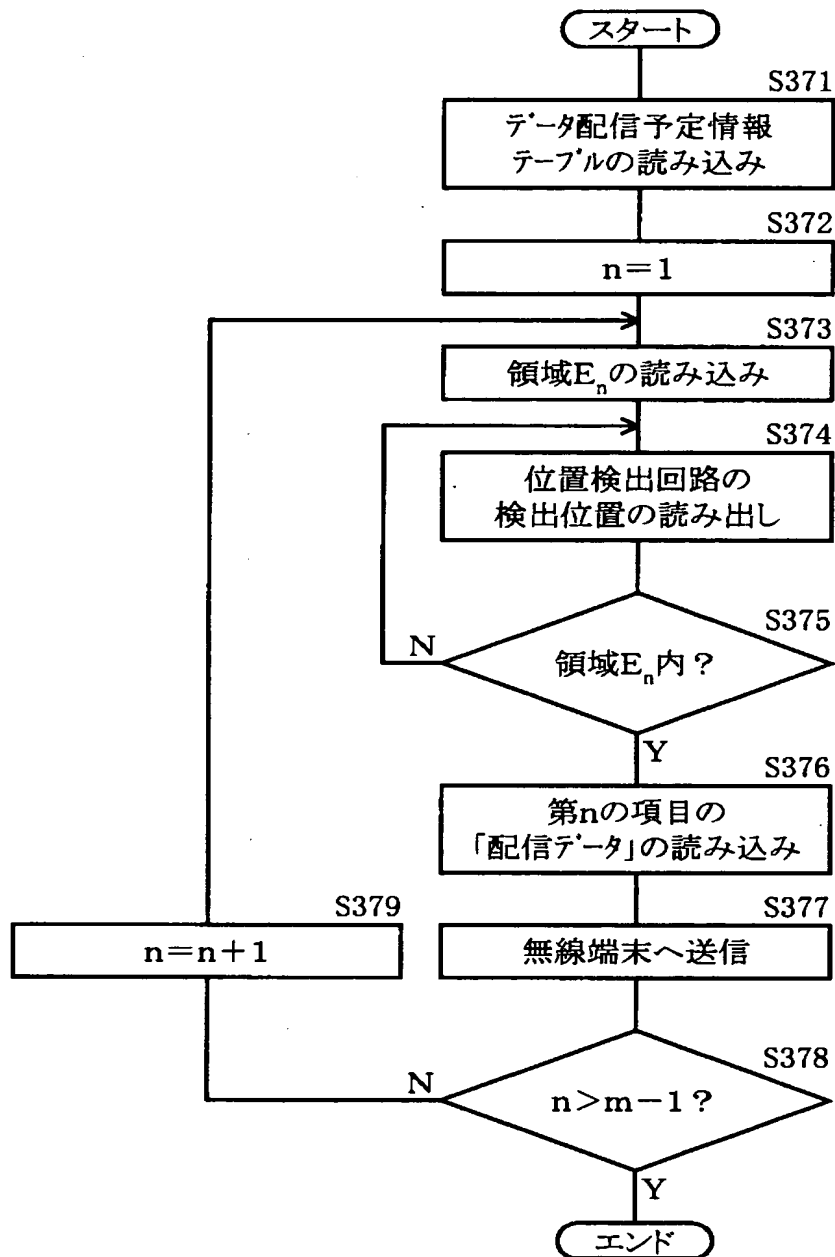 スタート
S371
データ配信予定情報
テーブルの読み込み
S372
n=1
S373
領域Enの読み込み
S374
位置検出回路の
検出位置の読み出し
S375
N
領域En内?
Y
S376
第nの項目の
「配信データ」の読み込み
S379
S377
n=n+1
無線端末へ送信
S378
N
n>m-1?
Y
エンド